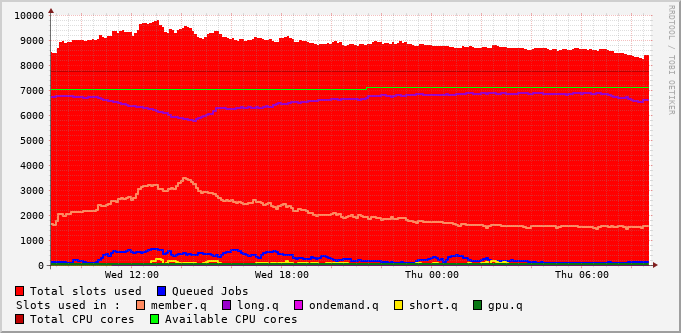 RRDTOOL / TOBI OETIKER
10000
9000
8000
7000
6000
5000
4000
3000
2000
1000
0
Wed 12:00 Wed 18:00 Thu 00:00 Thu 06:00
Total slots used Queued Jobs
Slots used in : member.q long.q ondemand.q short.q gpu.q
Total CPU cores Available CPU cores